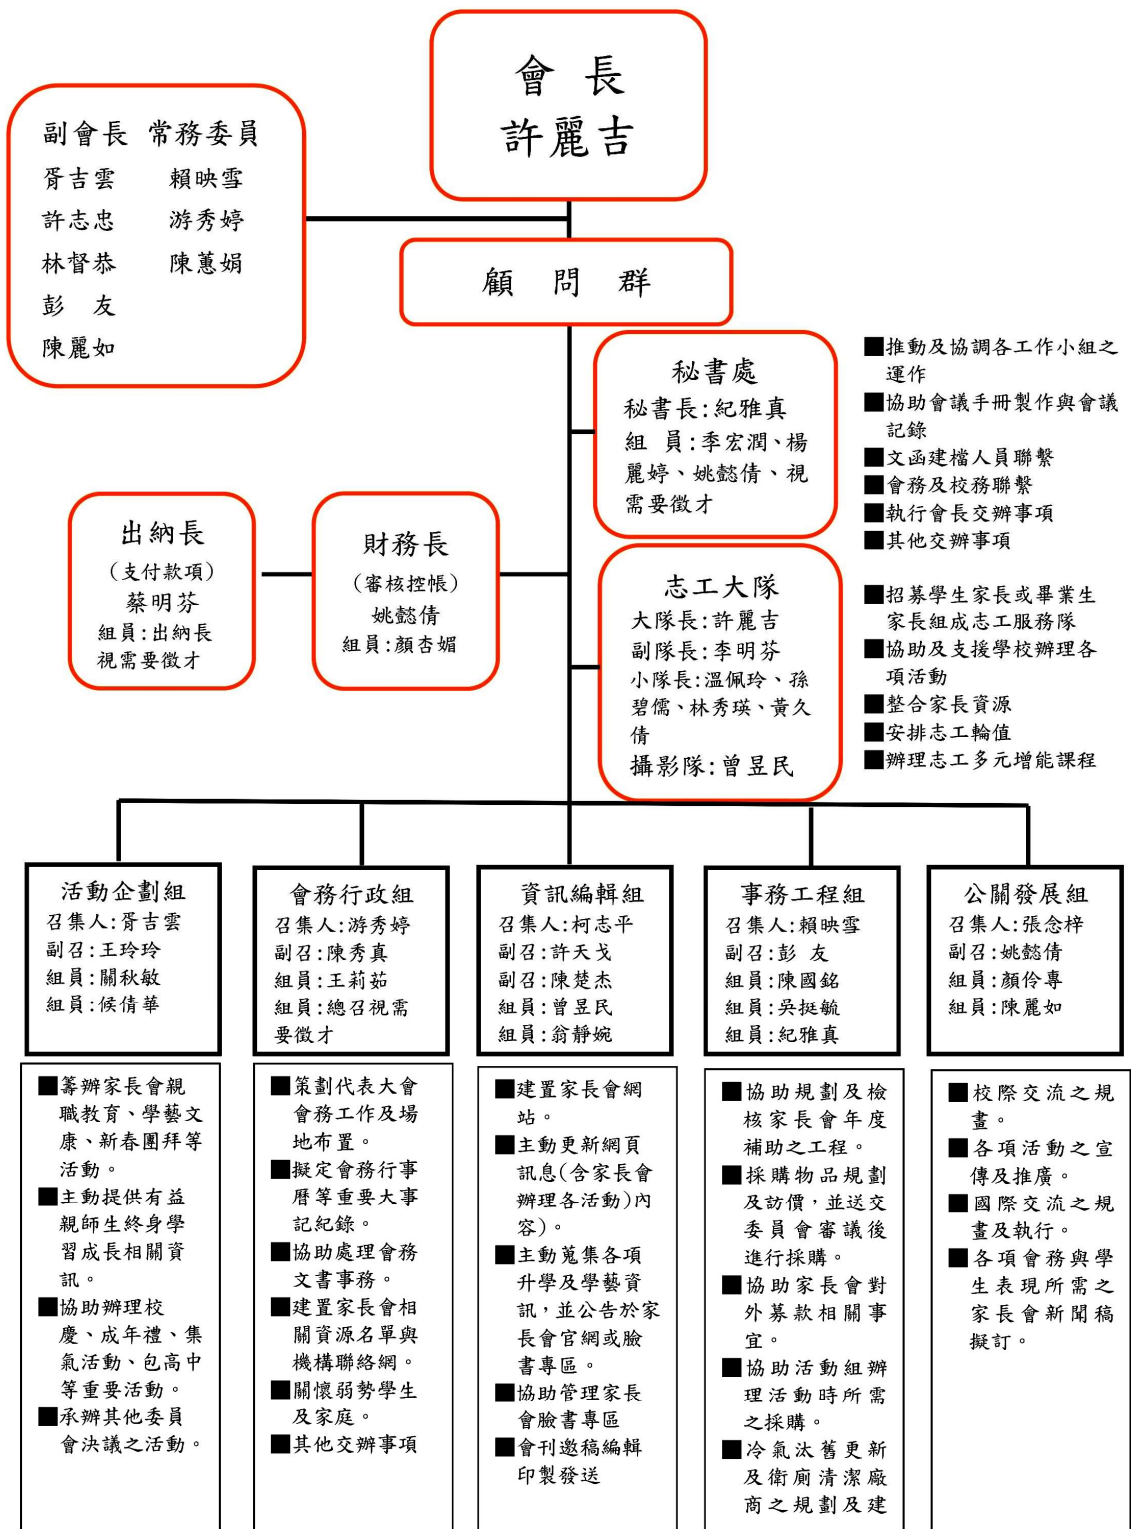 會 長
許麗吉
副會長 常務委員
胥吉雲 賴映雪
許志忠 游秀婷
林督恭 陳蕙娟
彭 友
陳麗如
顧 問 群
秘書處
秘書長:紀雅真
組 員:季宏潤、楊
麗婷、姚懿倩、視
需要徵才
■推動及協調各工作小組之
運作
■協助會議手冊製作與會議
記錄
■文函建檔人員聯繫
■會務及校務聯繫
■執行會長交辦事項
■其他交辦事項
出納長
(支付款項)
蔡明芬
組員:出納長
視需要徵才
財務長
(審核控帳)
姚懿倩
組員:顏杏媚
志工大隊
大隊長:許麗吉
副隊長:李明芬
小隊長:溫佩玲、孫
碧儒、林秀瑛、黃久
倩
攝影隊:曾昱民
■招募學生家長或畢業生
家長組成志工服務隊
■協助及支援學校辦理各
項活動
■整合家長資源
■安排志工輪值
■辦理志工多元增能課程
活動企劃組
召集人:胥吉雲
副召:王玲玲
組員:關秋敏
組員:候倩華
會務行政組
召集人:游秀婷
副召:陳秀真
組員:王莉茹
組員:總召視需
要徵才
資訊編輯組
召集人:柯志平
副召:許天戈
副召:陳楚杰
組員:曾昱民
組員:翁靜婉
事務工程組
召集人:賴映雪
副召:彭 友
組員:陳國銘
組員:吳挺毓
組員:紀雅真
公關發展組
召集人:張念梓
副召:姚懿倩
組員:顏伶專
組員:陳麗如
■籌辦家長會親
職教育、學藝文
康、新春團拜等
活動。
■主動提供有益
親師生終身學
習成長相關資
訊。
■協助辦理校
慶、成年禮、集
氣活動、包高中
等重要活動。
■承辦其他委員
會決議之活動。
■策劃代表大會
會務工作及場
地布置。
■擬定會務行事
曆等重要大事
記紀錄。
■協助處理會務
文書事務。
■建置家長會相
關資源名單與
機構聯絡網。
■關懷弱勢學生
及家庭。
■其他交辦事項
■建置家長會網
站。
■主動更新網頁
訊息(含家長會
辦理各活動)內
容)。
■主動蒐集各項
升學及學藝資
訊，並公告於家
長會官網或臉
書專區。
■協助管理家長
會臉書專區
■會刊邀稿編輯
印製發送
■協助規劃及檢
核家長會年度
補助之工程。
■採購物品規劃
及訪價，並送交
委員會審議後
進行採購。
■協助家長會對
外募款相關事
宜。
■協助活動組辦
理活動時所需
之採購。
■冷氣汰舊更新
及衛廁清潔廠
商之規劃及建
■校際交流之規
畫。
■各項活動之宣
傳及推廣。
■國際交流之規
畫及執行。
■各項會務與學
生表現所需之
家長會新聞稿
擬訂。